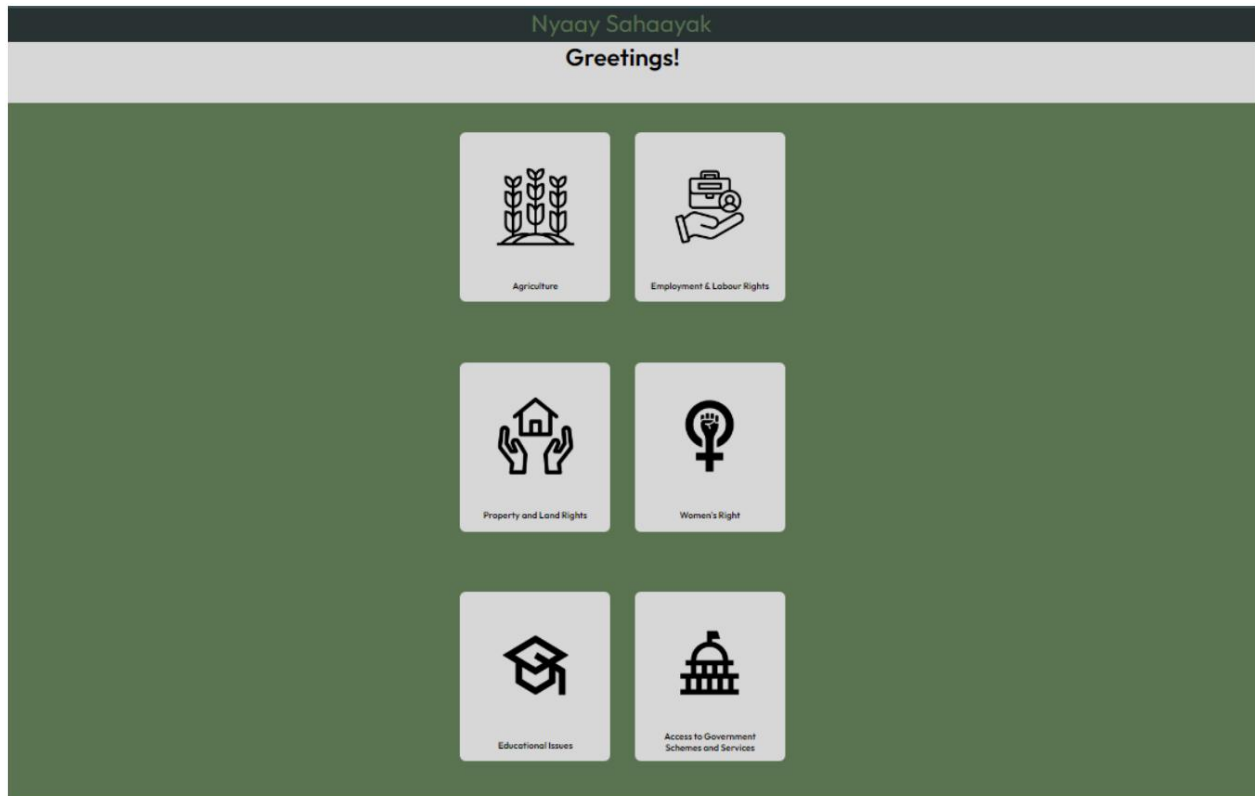 Nyaay Sahaayak
Greetings!
Agriculture
Employment & Labour Rights
Property and Land Rights
Women's Right
Educational Issues
Access to Government
Schemes and Services